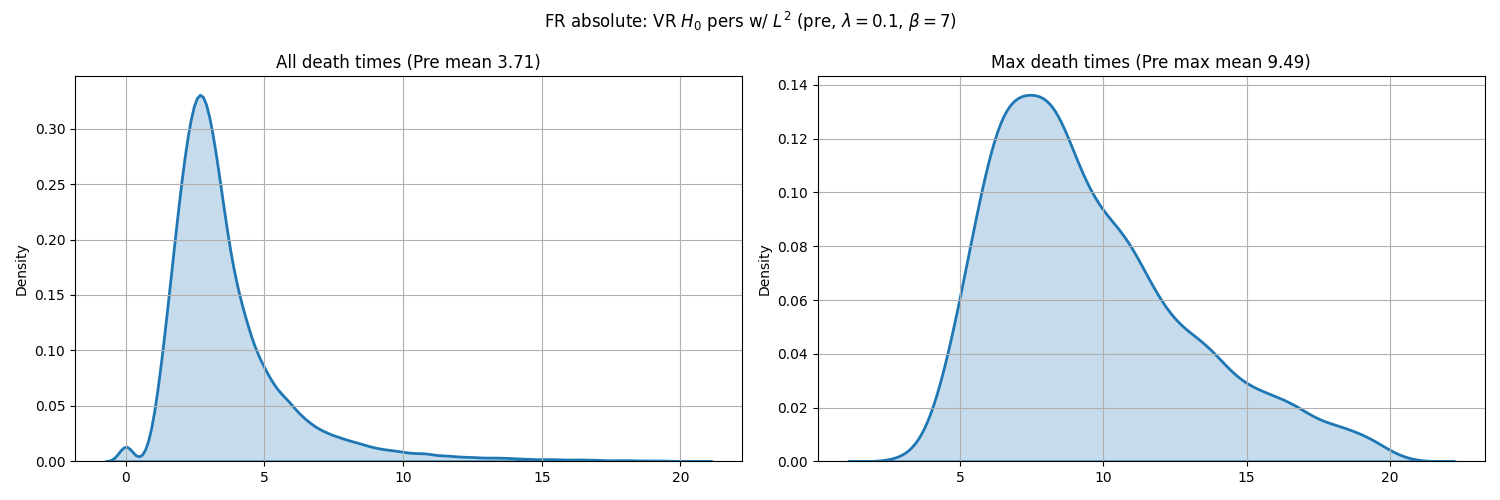 FR absolute: VR $H_0$ pers w/ $L^2$ (pre, $\lambda = 0.1$, $\beta = 7$)
All death times (Pre mean 3.71)
Density
0.30
0.25
0.20
0.15
0.10
0.05
0.00
0 5 10 15 20
Max death times (Pre max mean 9.49)
Density
0.14
0.12
0.10
0.08
0.06
0.04
0.02
0.00
5 10 15 20